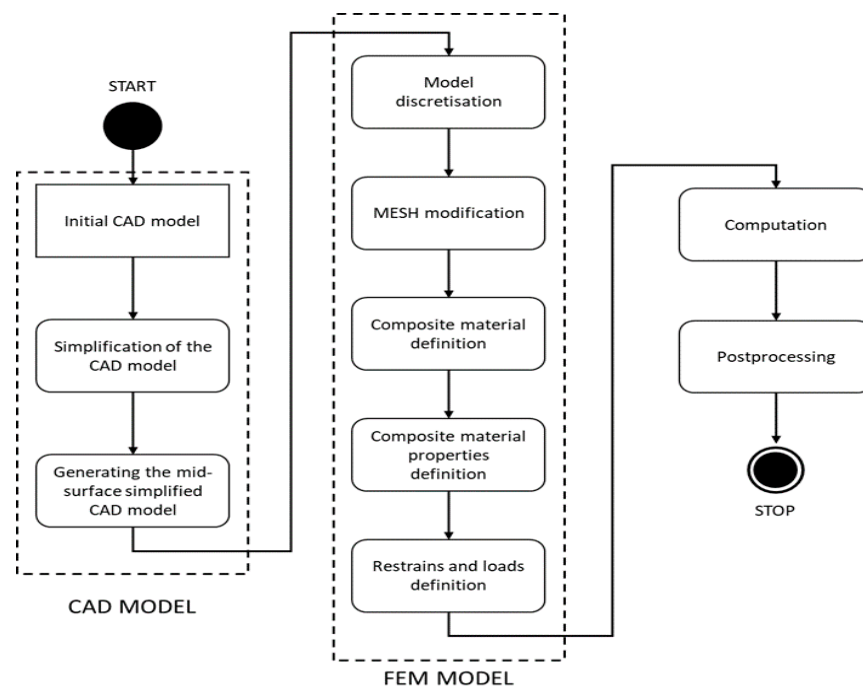 START
Initial CAD model
Simplification of the
CAD model
Generating the mid-
surface simplified
CAD model
CAD MODEL
Model
discretisation
MESH modification
Composite material
definition
Composite material
properties
definition
Restrains and loads
definition
FEM MODEL
Computation
Postprocessing
STOP